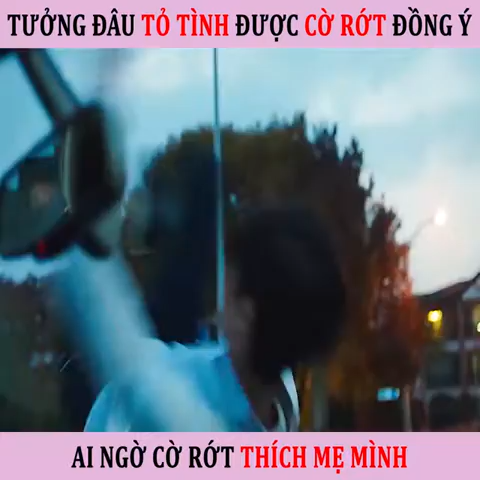 TƯỞNG ĐÂU TỎ TÌNH ĐƯỢC CỜ RỚT ĐỒNG Ý
AI NGỜ CỜ RỚT THÍCH MẸ MÌNH